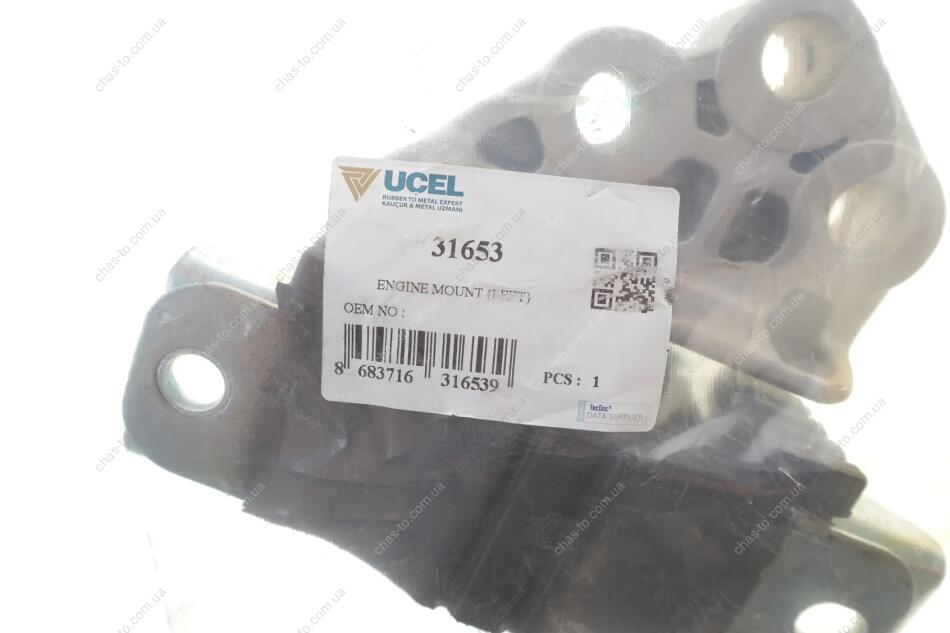 UCEL
RUBBER TO METAL EXPERT
KAUÇUK & METAL UZMANI
31653
ENGINE MOUNT (LEFT)
OEM NO :
8 683716 316539
PCS : 1
TecDoc®
DATA SUPPLIER
chas-to.com.ua